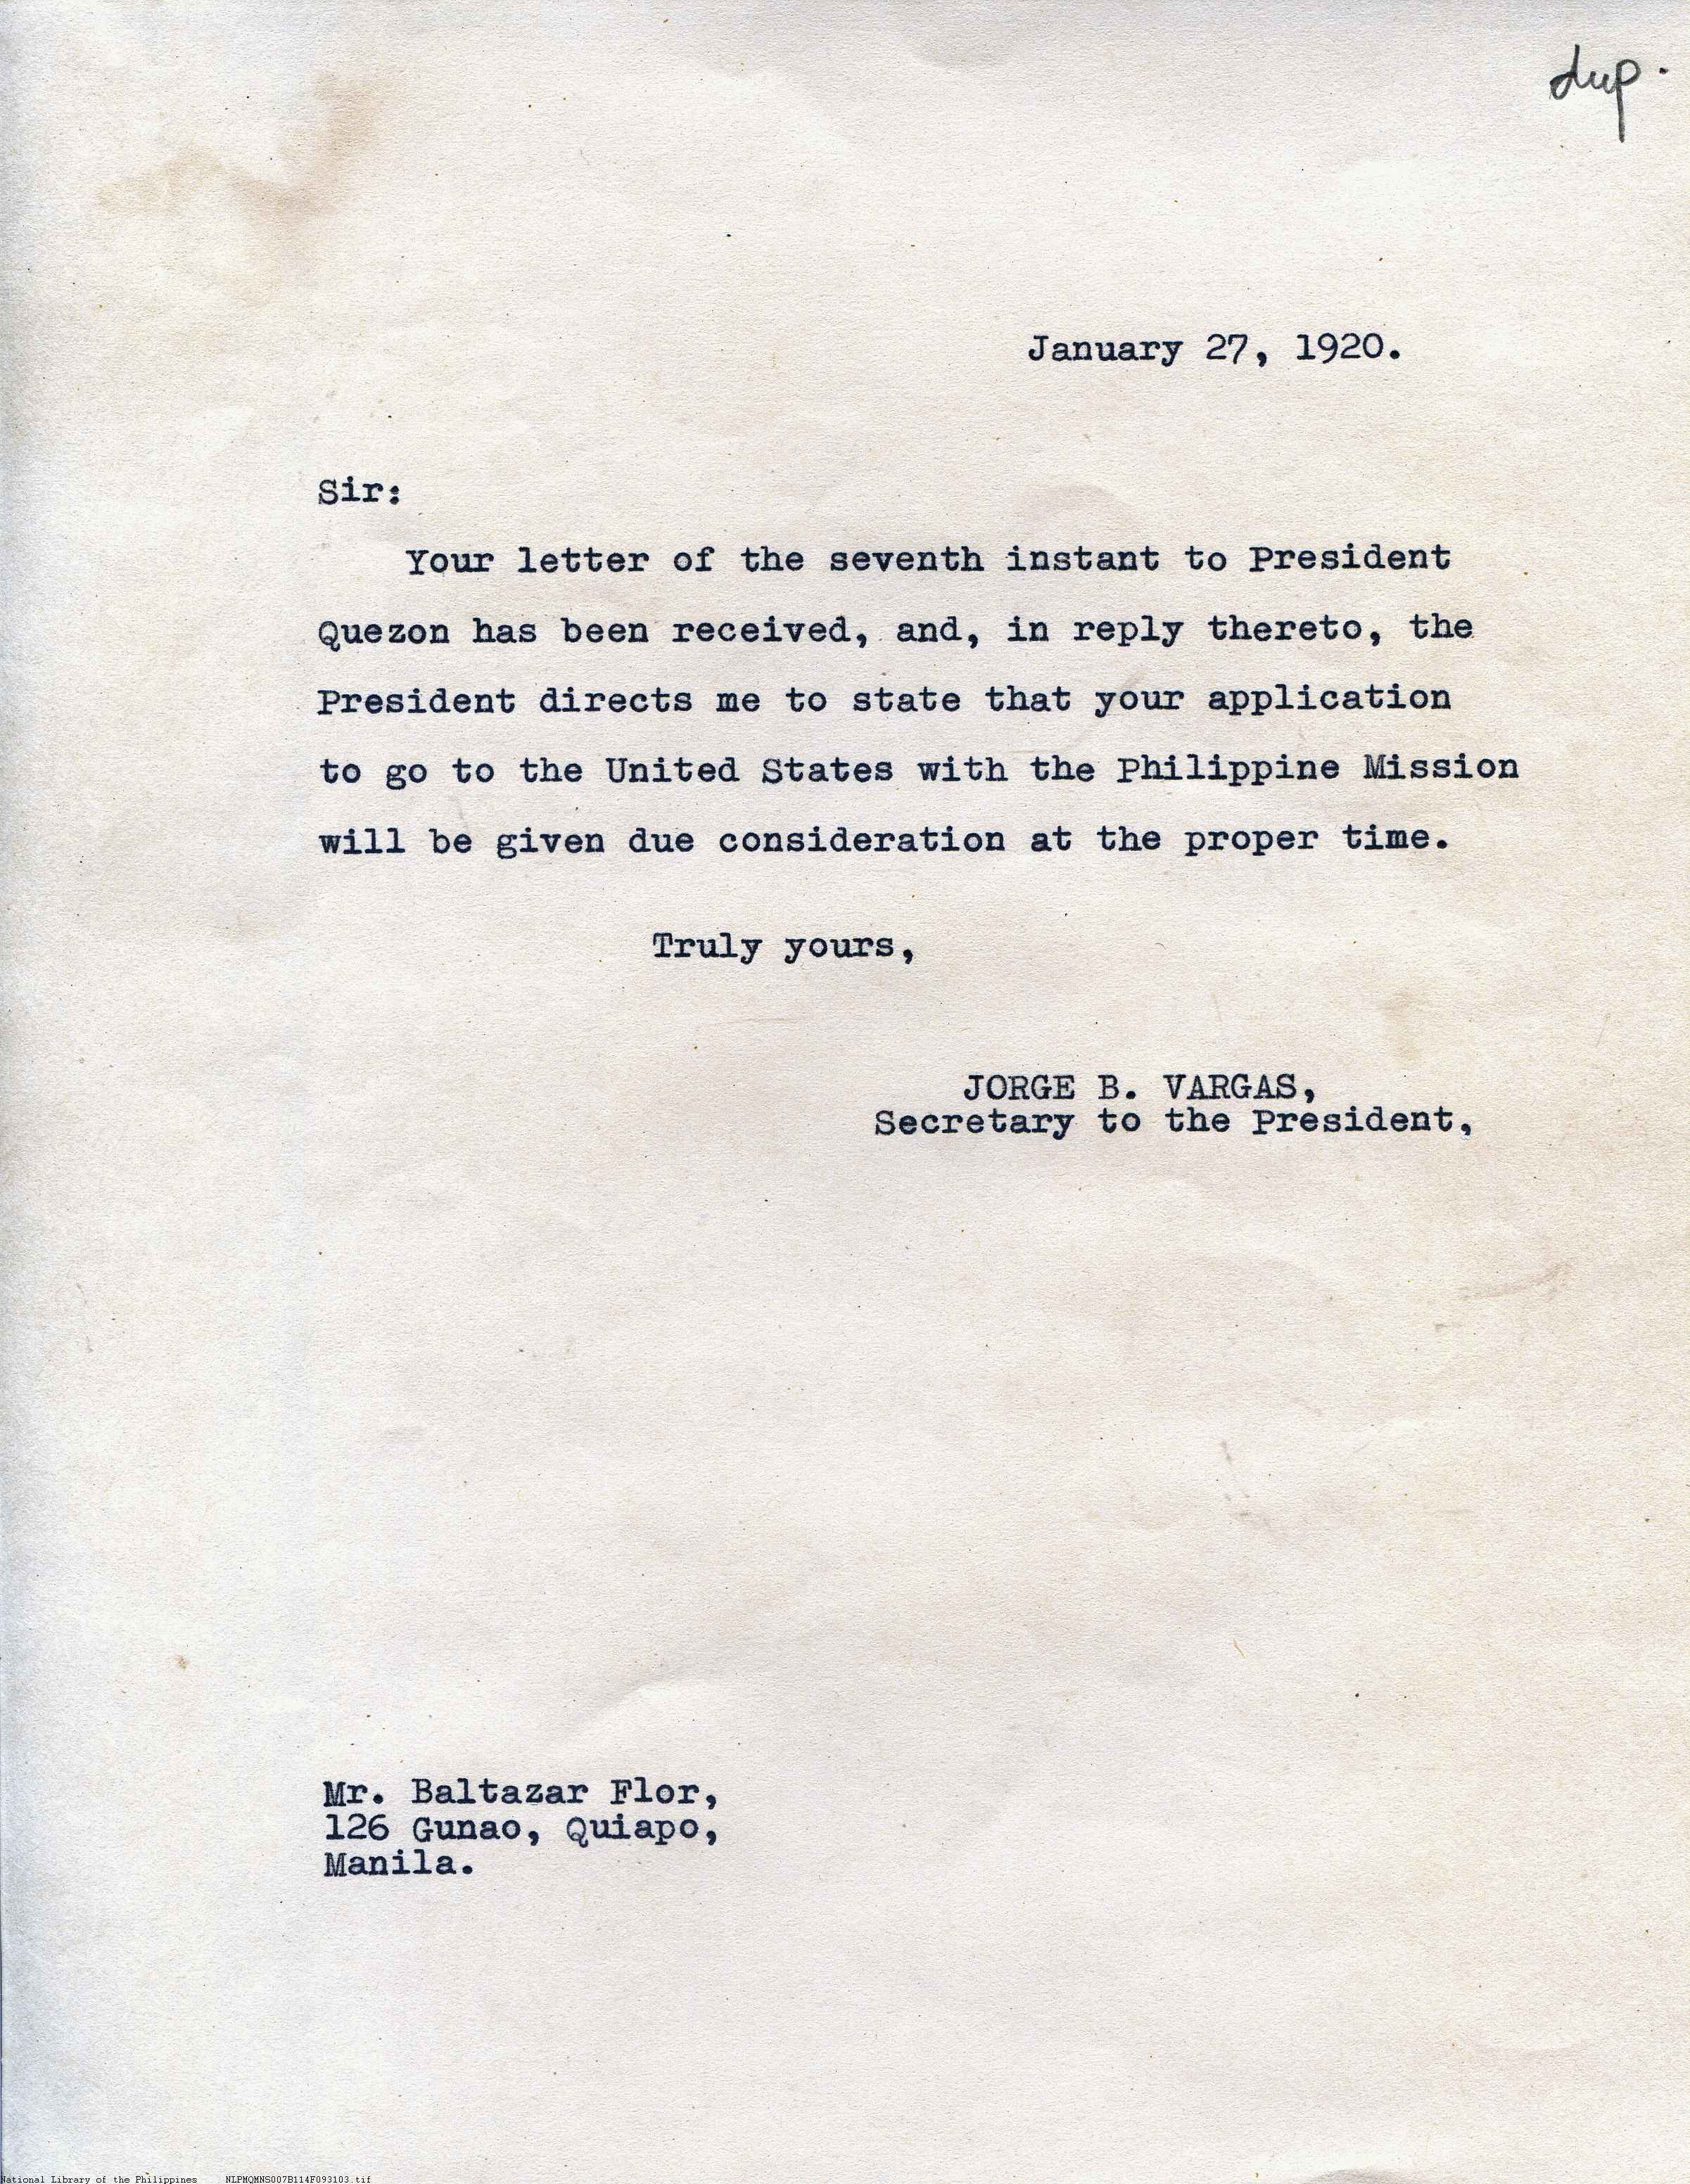 dup.
January 27, 1920.
Sir:
Your letter of the seventh instant to President
Quezon has been received, and, in reply thereto, the
President directs me to state that your application
to go to the United States with the Philippine Mission
will be given due consideration at the proper time.
Truly yours,
JORGE B. VARGAS,
Secretary to the President,
Mr. Baltazar Flor,
126 Gunao, Quiapo,
Manila.
National Library of the Philippines NLPMQMNS007B114F093103.tif